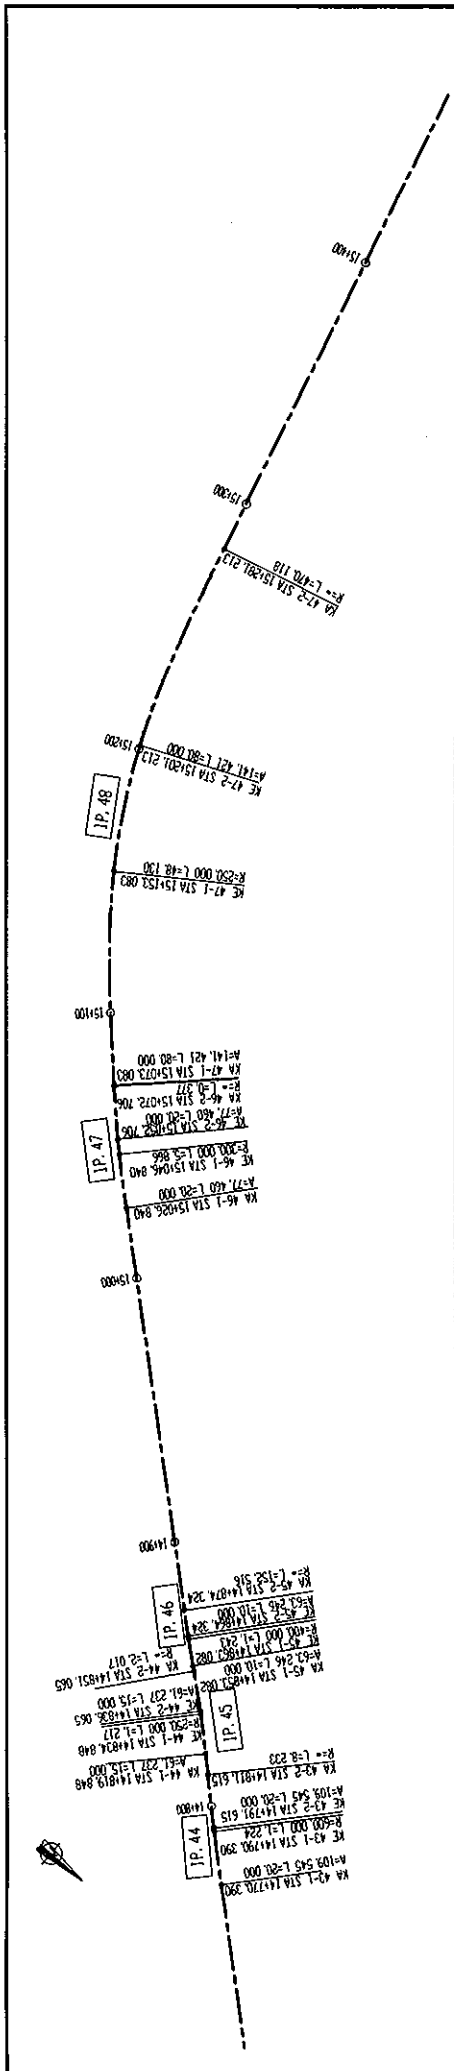 15+400
15+300
KA 47-2 STA 15+281. 213
R=∞ L=470. 118
15+200
KE 47-2 STA 15+201. 213
A=141. 421 L=80. 000
IP. 48
KE 47-1 STA 15+153. 083
R=250. 000 L=48. 130
15+100
KA 47-1 STA 15+073. 083
A=141. 421 L=80. 000
KA 46-2 STA 15+072. 706
R=∞ L=0. 377
KE 46-2 STA 15+052. 706
A=77. 460 L=20. 000
IP. 47
KE 46-1 STA 15+046. 840
R=300. 000 L=5. 866
KA 46-1 STA 15+026. 840
A=77. 460 L=20. 000
15+000
14+900
KA 45-2 STA 14+874. 324
R=∞ L=152. 516
IP. 46
KE 45-2 STA 14+864. 324
A=63. 246 L=10. 000
KE 45-1 STA 14+863. 082
R=400. 000 L=1. 243
KA 45-1 STA 14+853. 082
A=63. 246 L=10. 000
KA 44-2 STA 14+851. 065
R=∞ L=2. 017
KE 44-2 STA 14+836. 065
A=61. 237 L=15. 000
IP. 45
KE 44-1 STA 14+834. 848
R=250. 000 L=1. 217
KA 44-1 STA 14+819. 848
A=61. 237 L=15. 000
KA 43-2 STA 14+811. 615
R=∞ L=8. 233
14+800
KE 43-2 STA 14+791. 615
A=109. 545 L=20. 000
IP. 44
KE 43-1 STA 14+790. 390
R=600. 000 L=1. 224
KA 43-1 STA 14+770. 390
A=109. 545 L=20. 000